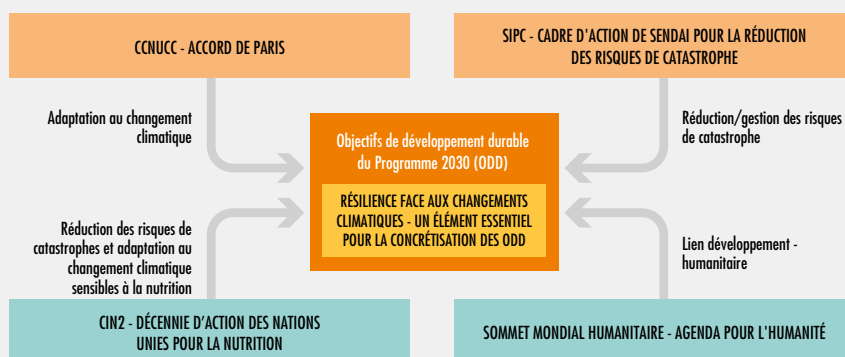 CCNUCC - ACCORD DE PARIS
SIPC - CADRE D'ACTION DE SENDAI POUR LA RÉDUCTION
DES RISQUES DE CATASTROPHE
Adaptation au changement
climatique
Objectifs de développement durable
du Programme 2030 (ODD)
RÉSILIENCE FACE AUX CHANGEMENTS
CLIMATIQUES - UN ÉLÉMENT ESSENTIEL
POUR LA CONCRÉTISATION DES ODD
Réduction/gestion des risques
de catastrophe
Réduction des risques de
catastrophes et adaptation au
changement climatique
sensibles à la nutrition
Lien développement -
humanitaire
CIN2 - DÉCENNIE D’ACTION DES NATIONS
UNIES POUR LA NUTRITION
SOMMET MONDIAL HUMANITAIRE - AGENDA POUR L'HUMANITÉ